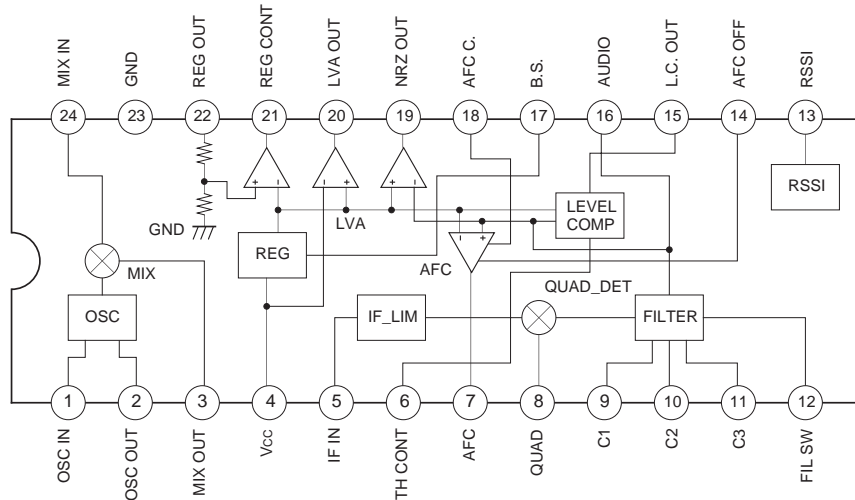 MIX IN
GND
REG OUT
REG CONT
LVA OUT
NRZ OUT
AFC C.
B.S.
AUDIO
L.C. OUT
AFC OFF
RSSI
24
23
22
21
20
19
18
17
16
15
14
13
+
-
-
+
+
-
RSSI
LEVEL
COMP
GND
LVA
-
+
REG
AFC
MIX
QUAD_DET
OSC
IF_LIM
FILTER
1
2
3
4
5
6
7
8
9
10
11
12
OSC IN
OSC OUT
MIX OUT
VCC
IF IN
TH CONT
AFC
QUAD
C1
C2
C3
FIL SW